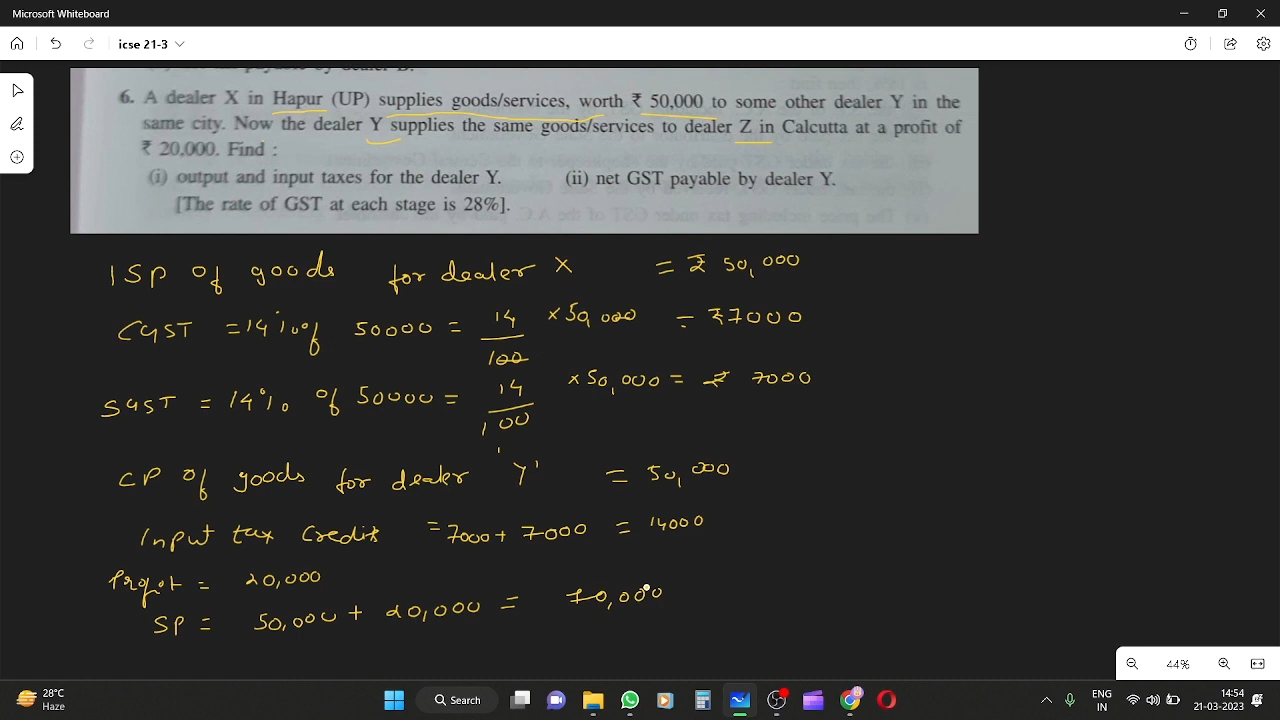 Microsoft Whiteboard
icse 21-3
6. A dealer X in Hapur (UP) supplies goods/services, worth ₹ 50,000 to some other dealer Y in the
same city. Now the dealer Y supplies the same goods/services to dealer Z in Calcutta at a profit of
₹ 20,000. Find :
(i) output and input taxes for the dealer Y. (ii) net GST payable by dealer Y.
[The rate of GST at each stage is 28%].
SP of goods for dealer X = ₹ 50,000
CGST = 14% of 50000 = 14/100 × 50,000 = ₹7000
SGST = 14% of 50000 = 14/100 × 50,000 = ₹ 7000
CP of goods for dealer 'Y' = 50,000
Input tax Credit = 7000 + 7000 = 14000
Profit = 20,000
SP = 50,000 + 20,000 = 70,000
44%
28°C
Haze
Search
ENG
IN
14:54
21-03-2023